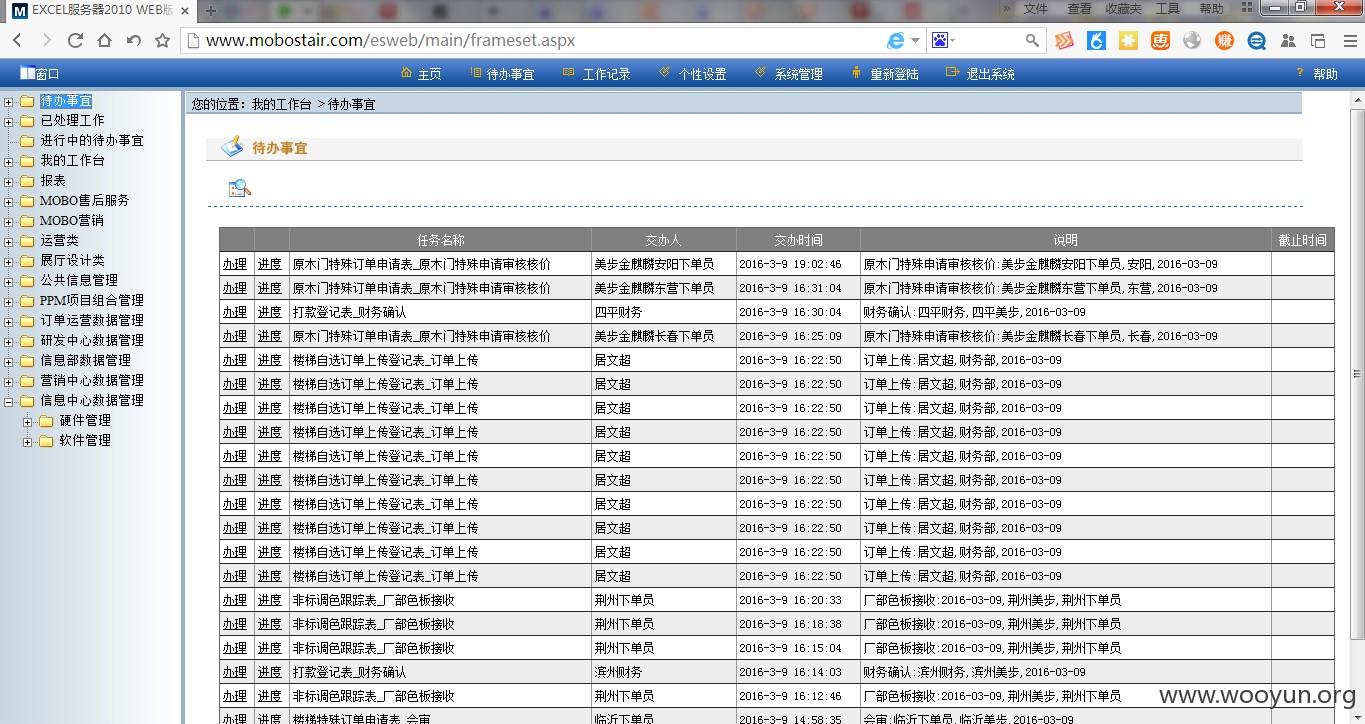 EXCEL服务器2010 WEB版
文件 查看 收藏夹 工具 帮助
www.mobostair.com/esweb/main/frameset.aspx
窗口 主页 待办事宜 工作记录 个性设置 系统管理 重新登陆 退出系统 ? 帮助
待办事宜
已处理工作
进行中的待办事宜
我的工作台
报表
MOBO售后服务
MOBO营销
运营类
展厅设计类
公共信息管理
PPM项目组合管理
订单运营数据管理
研发中心数据管理
信息部数据管理
营销中心数据管理
信息中心数据管理
硬件管理
软件管理
您的位置：我的工作台 >待办事宜
待办事宜
任务名称 交办人 交办时间 说明 截止时间
办理 进度 原木门特殊订单申请表_原木门特殊申请审核核价 美步金麒麟安阳下单员 2016-3-9 19:02:46 原木门特殊申请审核核价:美步金麒麟安阳下单员,安阳,2016-03-09
办理 进度 原木门特殊订单申请表_原木门特殊申请审核核价 美步金麒麟东营下单员 2016-3-9 16:31:04 原木门特殊申请审核核价:美步金麒麟东营下单员,东营,2016-03-09
办理 进度 打款登记表_财务确认 四平财务 2016-3-9 16:30:04 财务确认:四平财务,四平美步,2016-03-09
办理 进度 原木门特殊订单申请表_原木门特殊申请审核核价 美步金麒麟长春下单员 2016-3-9 16:25:09 原木门特殊申请审核核价:美步金麒麟长春下单员,长春,2016-03-09
办理 进度 楼梯自选订单上传登记表_订单上传 居文超 2016-3-9 16:22:50 订单上传:居文超,财务部,2016-03-09
办理 进度 楼梯自选订单上传登记表_订单上传 居文超 2016-3-9 16:22:50 订单上传:居文超,财务部,2016-03-09
办理 进度 楼梯自选订单上传登记表_订单上传 居文超 2016-3-9 16:22:50 订单上传:居文超,财务部,2016-03-09
办理 进度 楼梯自选订单上传登记表_订单上传 居文超 2016-3-9 16:22:50 订单上传:居文超,财务部,2016-03-09
办理 进度 楼梯自选订单上传登记表_订单上传 居文超 2016-3-9 16:22:50 订单上传:居文超,财务部,2016-03-09
办理 进度 楼梯自选订单上传登记表_订单上传 居文超 2016-3-9 16:22:50 订单上传:居文超,财务部,2016-03-09
办理 进度 楼梯自选订单上传登记表_订单上传 居文超 2016-3-9 16:22:50 订单上传:居文超,财务部,2016-03-09
办理 进度 楼梯自选订单上传登记表_订单上传 居文超 2016-3-9 16:22:50 订单上传:居文超,财务部,2016-03-09
办理 进度 楼梯自选订单上传登记表_订单上传 居文超 2016-3-9 16:22:50 订单上传:居文超,财务部,2016-03-09
办理 进度 楼梯自选订单上传登记表_订单上传 居文超 2016-3-9 16:22:50 订单上传:居文超,财务部,2016-03-09
办理 进度 非标调色跟踪表_厂部色板接收 荆州下单员 2016-3-9 16:20:33 厂部色板接收:2016-03-09,荆州美步,荆州下单员
办理 进度 非标调色跟踪表_厂部色板接收 荆州下单员 2016-3-9 16:18:38 厂部色板接收:2016-03-09,荆州美步,荆州下单员
办理 进度 非标调色跟踪表_厂部色板接收 荆州下单员 2016-3-9 16:15:04 厂部色板接收:2016-03-09,荆州美步,荆州下单员
办理 进度 打款登记表_财务确认 滨州财务 2016-3-9 16:14:03 财务确认:滨州财务,滨州美步,2016-03-09
办理 进度 非标调色跟踪表_厂部色板接收 荆州下单员 2016-3-9 16:12:46 厂部色板接收:2016-03-09,荆州美步,荆州下单员
办理 进度 楼梯特殊订单申请表_会审 临沂下单员 2016-3-9 14:58:35 会审:临沂下单员,临沂美步,2016-03-09
www.wooyun.org